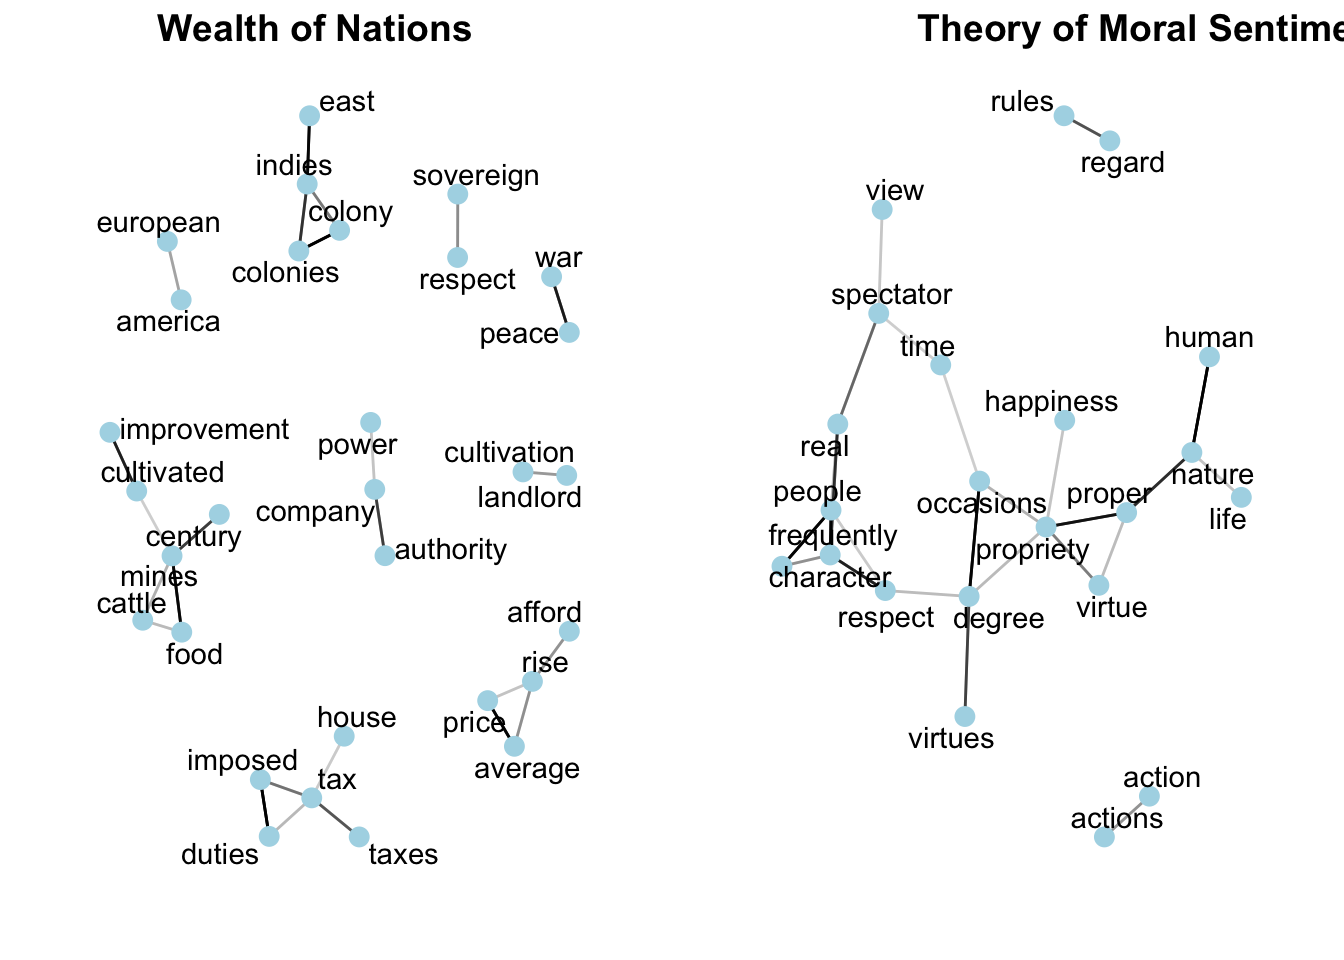 Wealth of Nations
east
indies
colony
colonies
european
america
sovereign
respect
war
peace
improvement
cultivated
century
mines
cattle
food
power
company
authority
cultivation
landlord
afford
rise
price
average
house
imposed
tax
duties
taxes
Theory of Moral Sentime
rules
regard
view
spectator
time
real
people
frequently
character
respect
occasions
degree
virtues
happiness
propriety
proper
virtue
human
nature
life
action
actions